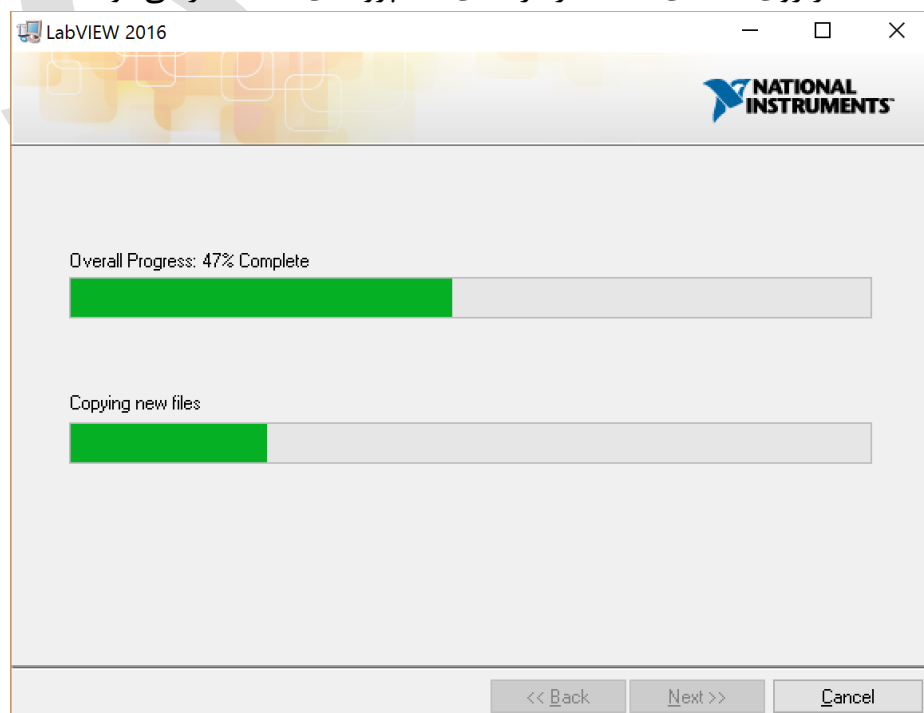 LabVIEW 2016
NATIONAL
INSTRUMENTS
Overall Progress: 47% Complete
Copying new files
<< Back
Next >>
Cancel